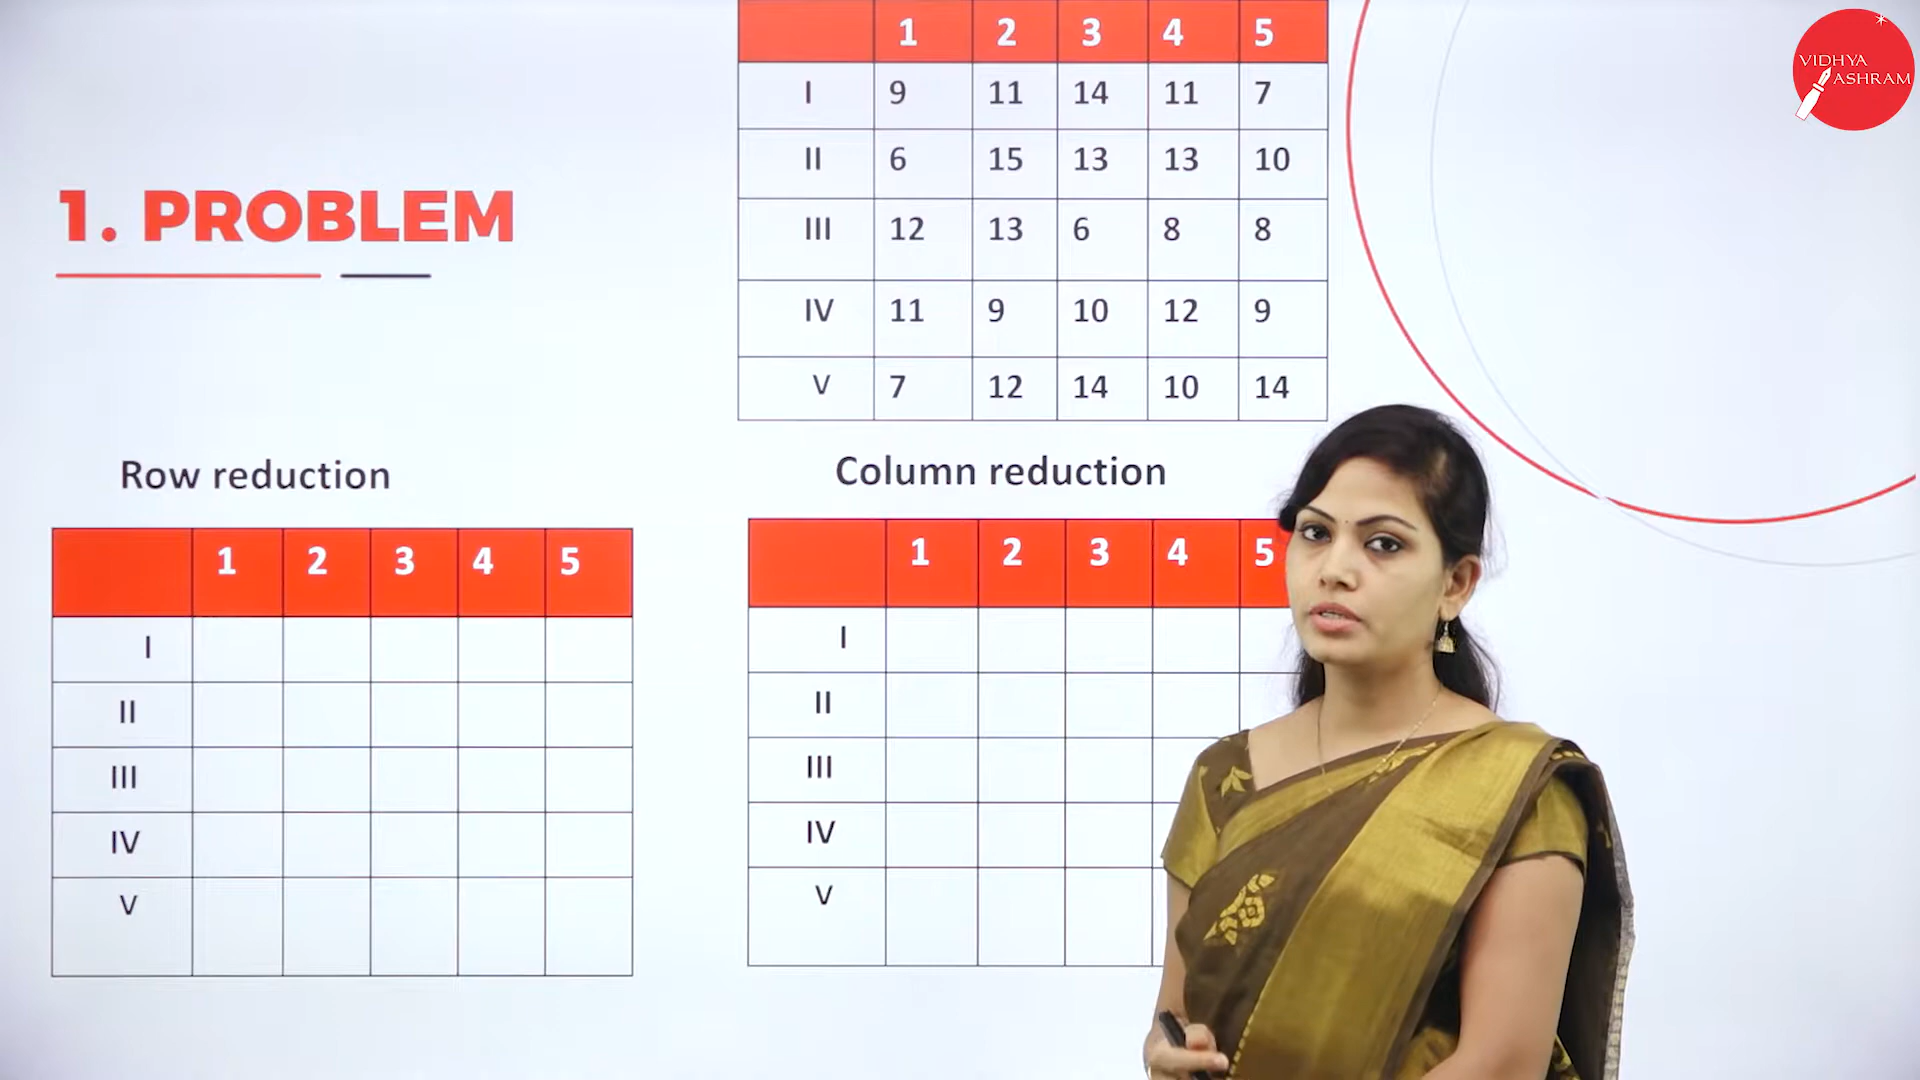 VIDHYA
ASHRAM
1. PROBLEM
1 2 3 4 5
I 9 11 14 11 7
II 6 15 13 13 10
III 12 13 6 8 8
IV 11 9 10 12 9
V 7 12 14 10 14
Row reduction
1 2 3 4 5
I
II
III
IV
V
Column reduction
1 2 3 4 5
I
II
III
IV
V